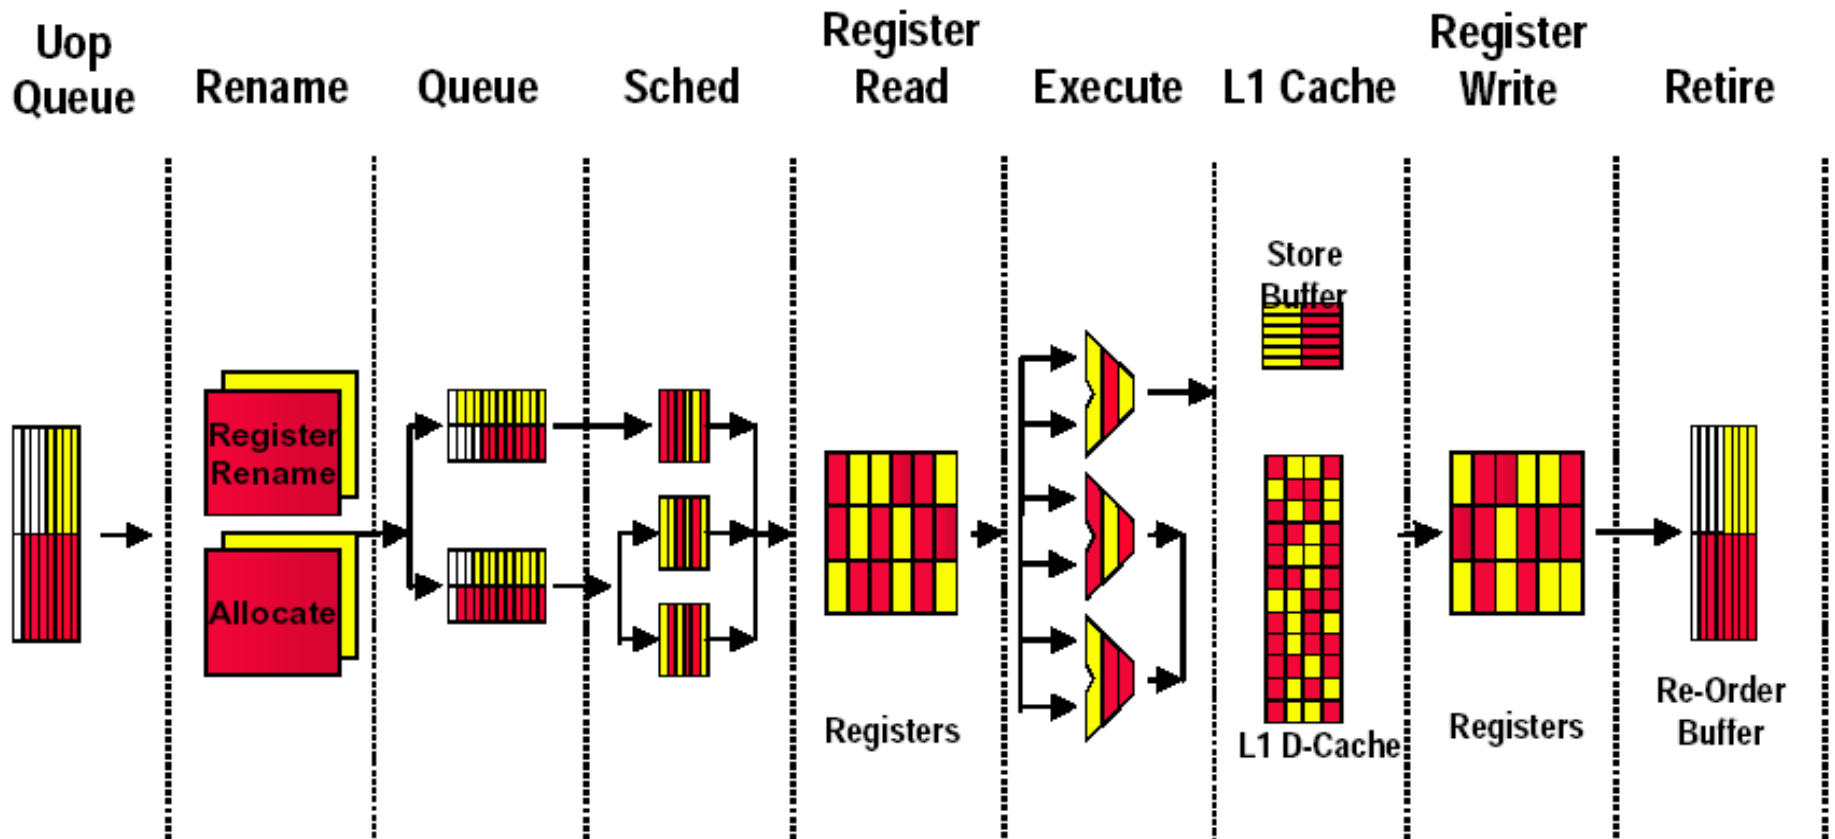 Uop
Queue
Rename
Queue
Sched
Register
Read
Execute
L1 Cache
Register
Write
Retire
Register
Rename
Allocate
Registers
Store
Buffer
L1 D-Cache
Registers
Re-Order
Buffer